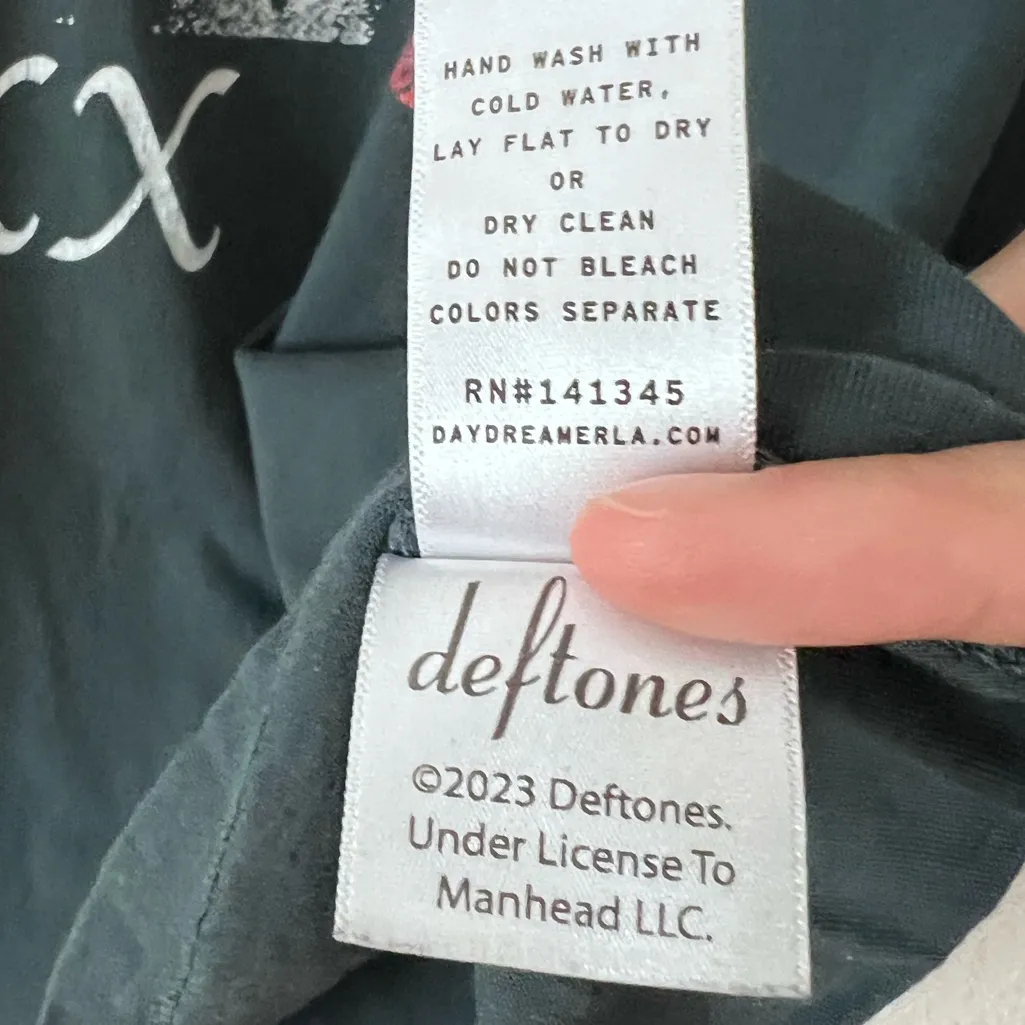 X
HAND WASH WITH
COLD WATER,
LAY FLAT TO DRY
OR
DRY CLEAN
DO NOT BLEACH
COLORS SEPARATE
RN#141345
DAYDREAMERLA.COM
deftones
©2023 Deftones.
Under License To
Manhead LLC.